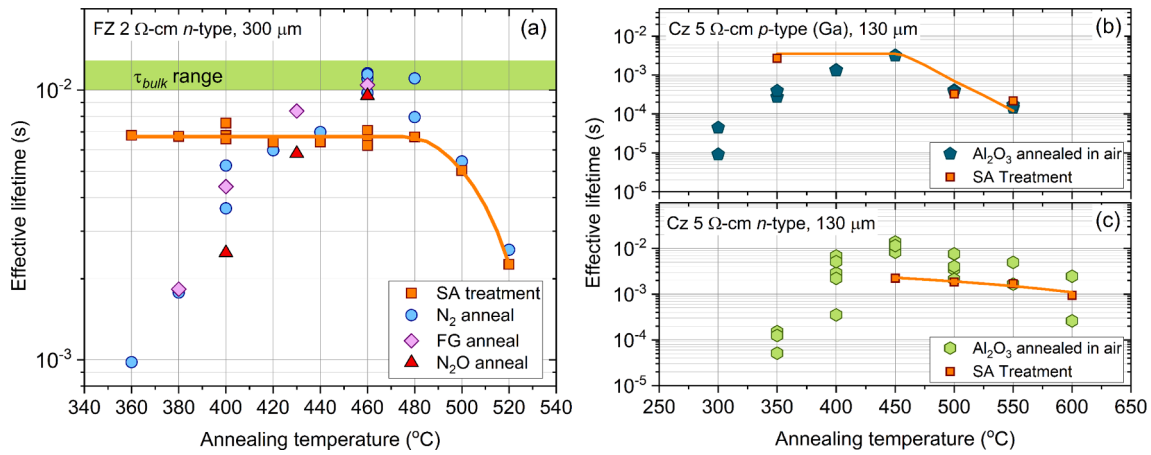 FZ 2 Ω-cm n-type, 300 μm
(a)
τbulk range
10⁻²
10⁻³
Effective lifetime (s)
SA treatment
N₂ anneal
FG anneal
N₂O anneal
340 360 380 400 420 440 460 480 500 520 540
Annealing temperature (°C)
Cz 5 Ω-cm p-type (Ga), 130 μm
(b)
10⁻²
10⁻³
10⁻⁴
10⁻⁵
10⁻⁶
Al₂O₃ annealed in air
SA Treatment
Effective lifetime (s)
Cz 5 Ω-cm n-type, 130 μm
(c)
10⁻¹
10⁻²
10⁻³
10⁻⁴
10⁻⁵
Al₂O₃ annealed in air
SA Treatment
250 300 350 400 450 500 550 600 650
Annealing temperature (°C)